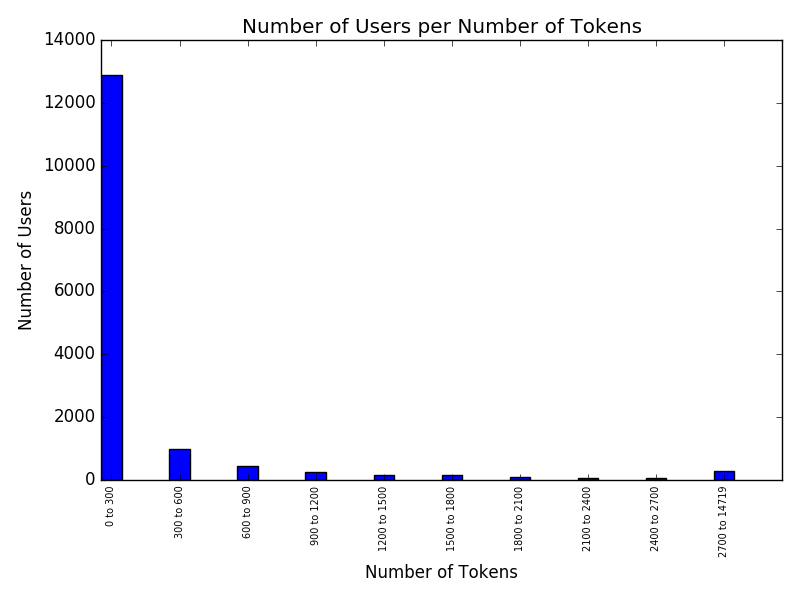 Number of Users per Number of Tokens
14000
12000
10000
8000
6000
4000
2000
0
Number of Users
0 to 300
300 to 600
600 to 900
900 to 1200
1200 to 1500
1500 to 1800
1800 to 2100
2100 to 2400
2400 to 2700
2700 to 14719
Number of Tokens